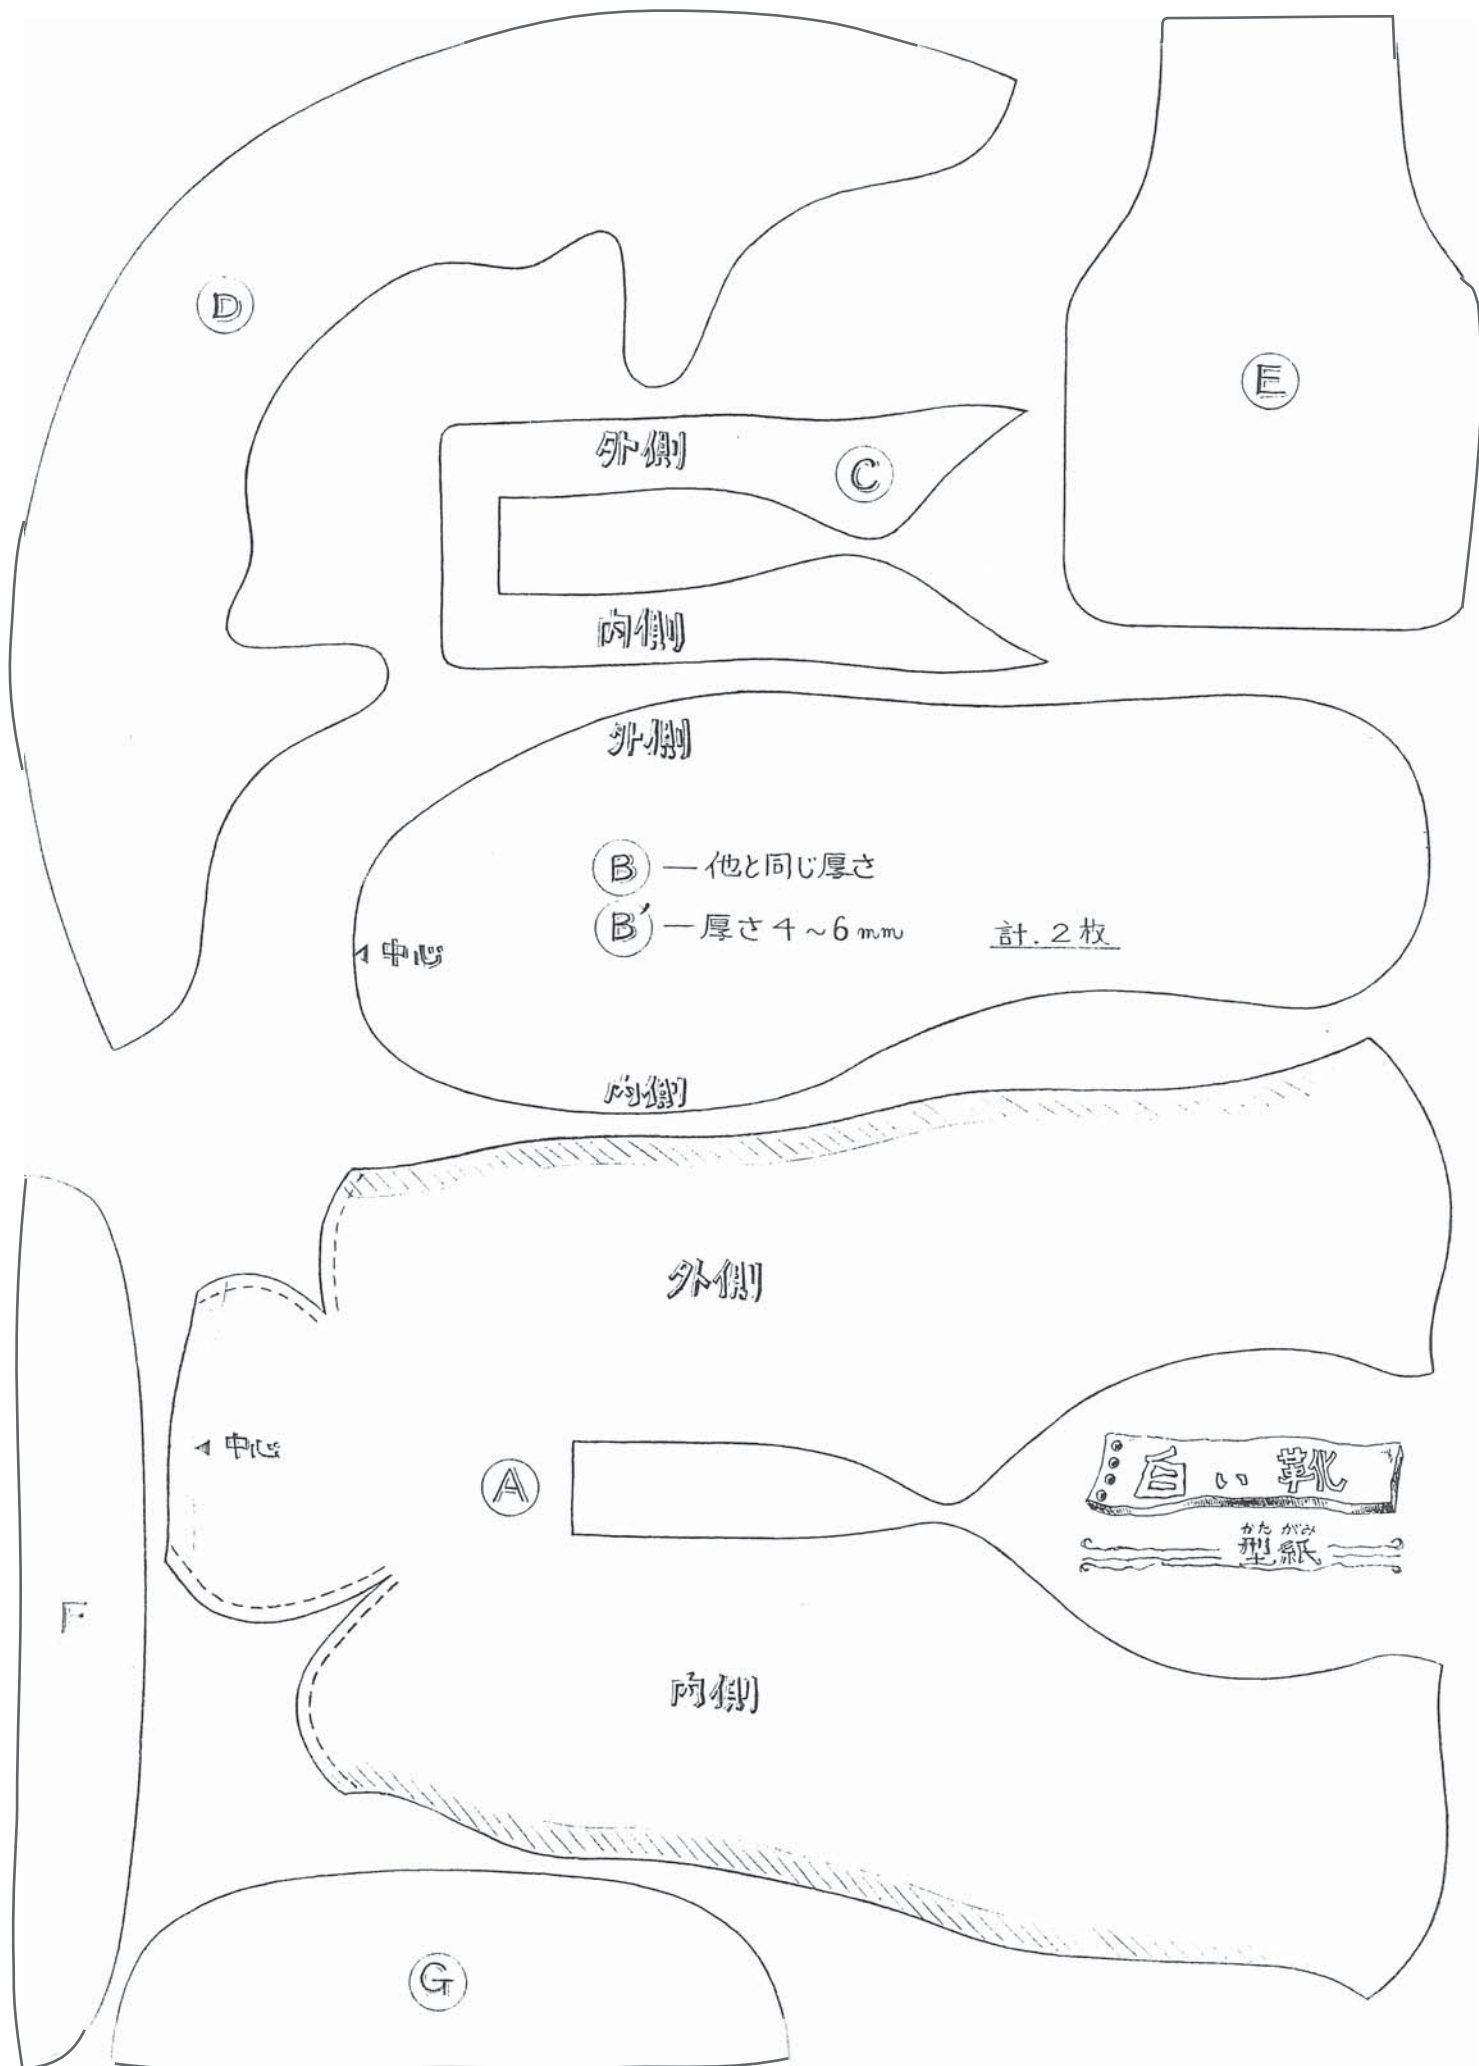 D
E
外側
C
内側
外側
B — 他と同じ厚さ
B′ — 厚さ4～6mm
計.2枚
中心
内側
外側
中心
A
白い靴
かたがみ
型紙
F
内側
G